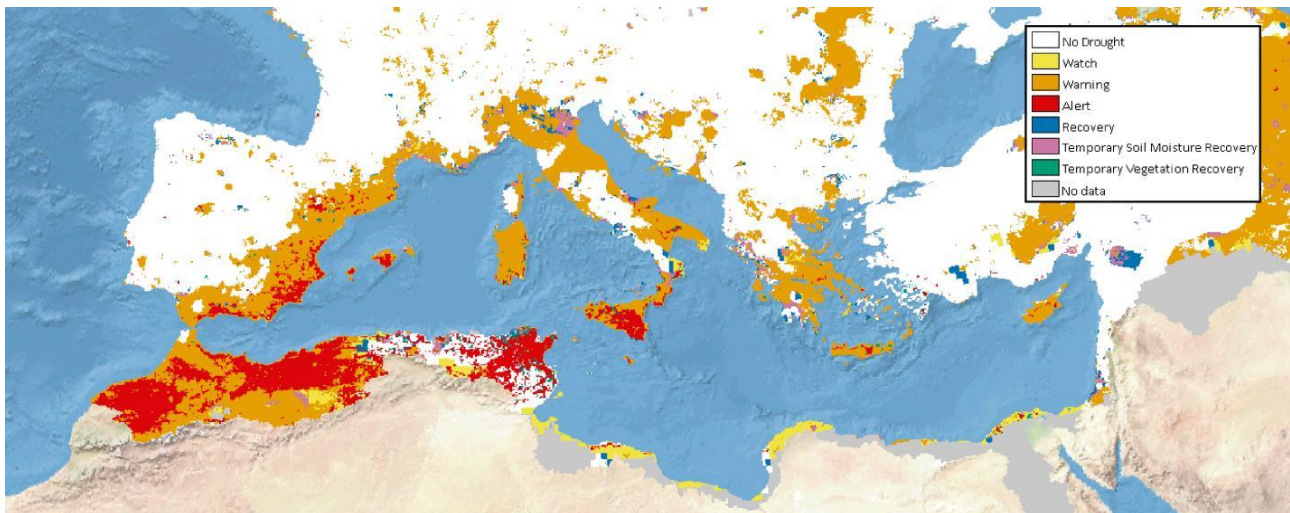 No Drought
Watch
Warning
Alert
Recovery
Temporary Soil Moisture Recovery
Temporary Vegetation Recovery
No data